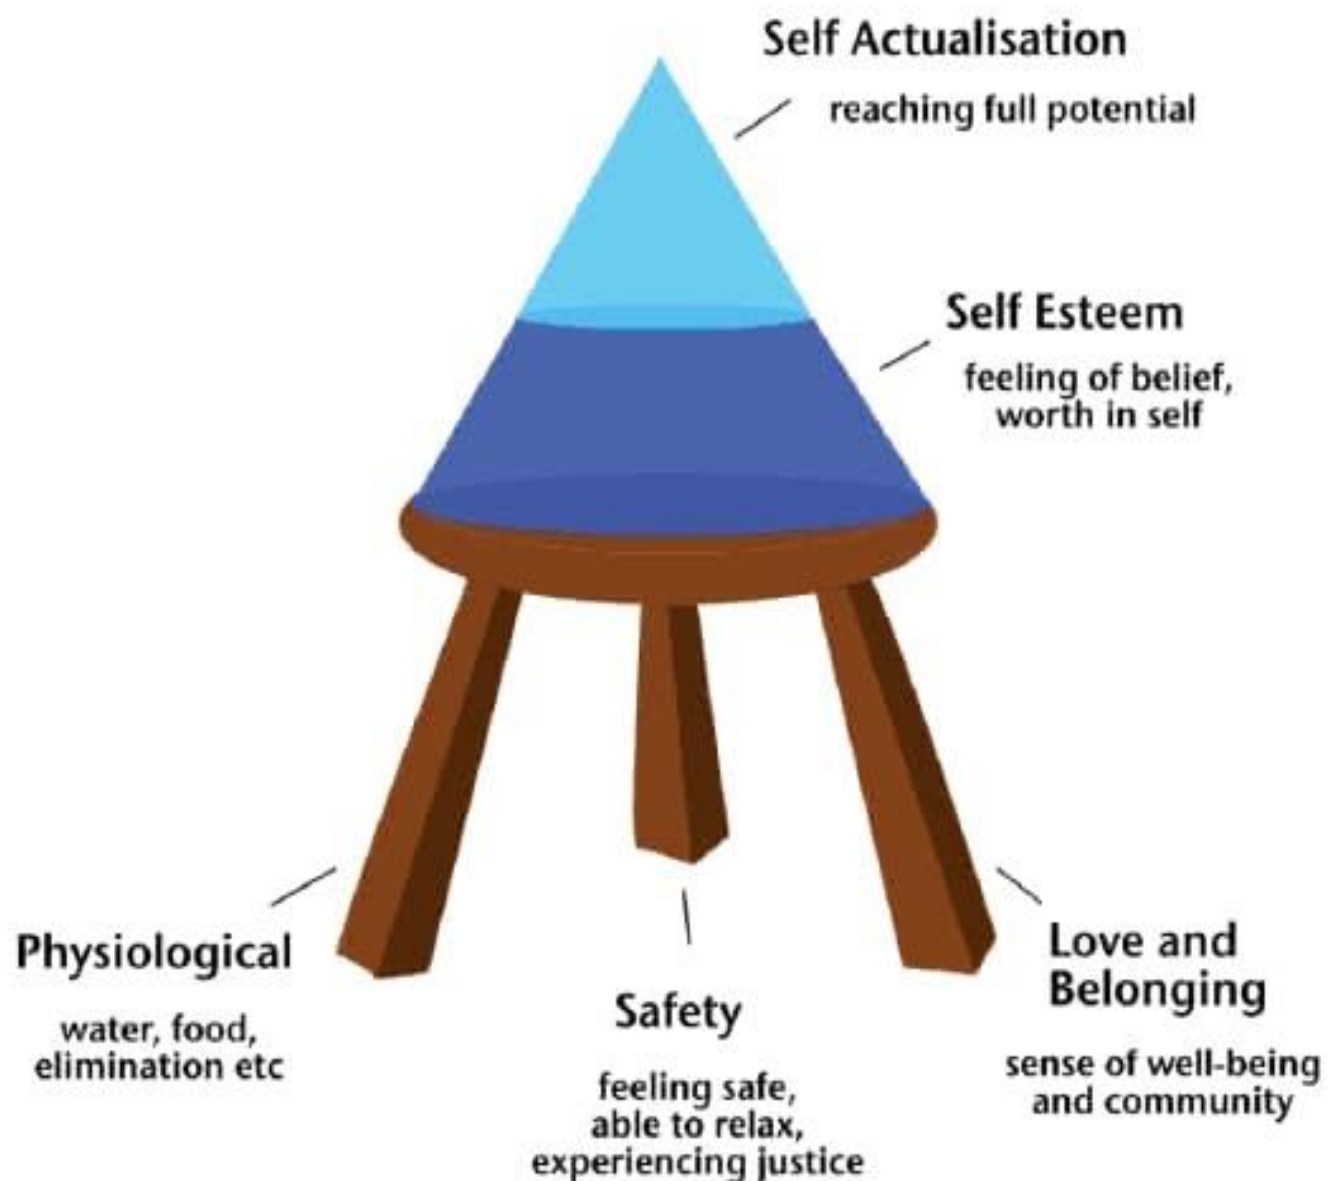 Self Actualisation
reaching full potential
Self Esteem
feeling of belief,
worth in self
Physiological
water, food,
elimination etc
Safety
feeling safe,
able to relax,
experiencing justice
Love and
Belonging
sense of well-being
and community